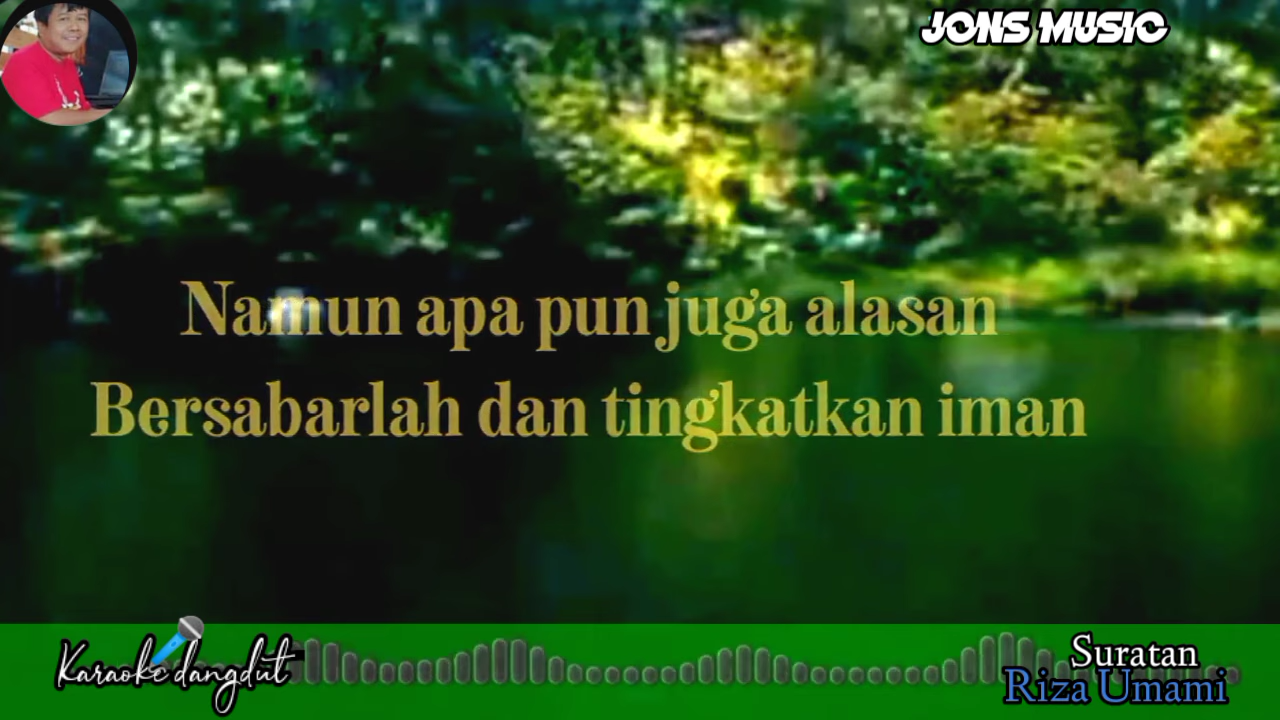 JONS MUSIC
Namun apa pun juga alasan
Bersabarlah dan tingkatkan iman
Karaoke dangdut
Suratan
Riza Umami